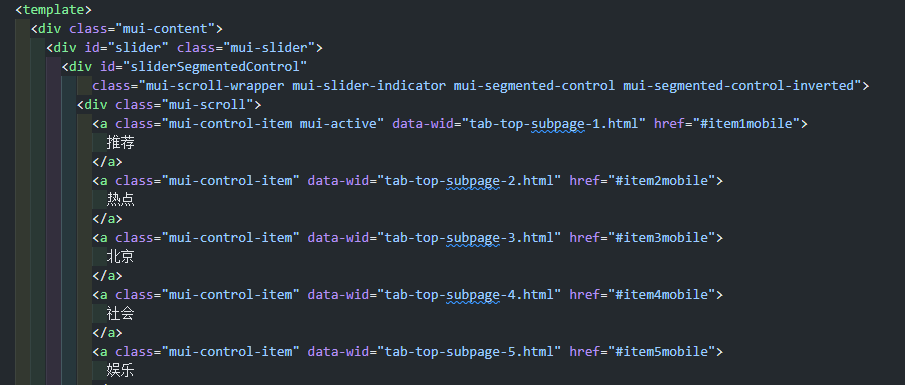 <template>
<div class="mui-content">
<div id="slider" class="mui-slider">
<div id="sliderSegmentedControl"
class="mui-scroll-wrapper mui-slider-indicator mui-segmented-control mui-segmented-control-inverted">
<div class="mui-scroll">
<a class="mui-control-item mui-active" data-wid="tab-top-subpage-1.html" href="#item1mobile">
推荐
</a>
<a class="mui-control-item" data-wid="tab-top-subpage-2.html" href="#item2mobile">
热点
</a>
<a class="mui-control-item" data-wid="tab-top-subpage-3.html" href="#item3mobile">
北京
</a>
<a class="mui-control-item" data-wid="tab-top-subpage-4.html" href="#item4mobile">
社会
</a>
<a class="mui-control-item" data-wid="tab-top-subpage-5.html" href="#item5mobile">
娱乐